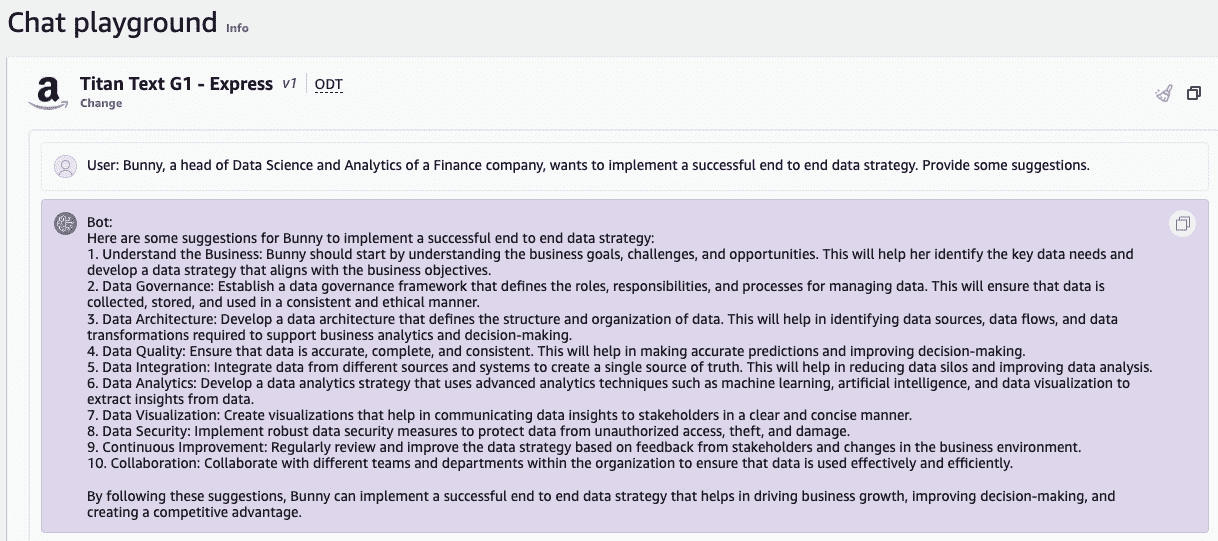 Chat playground Info
Titan Text G1 - Express v1 ODT
Change
User: Bunny, a head of Data Science and Analytics of a Finance company, wants to implement a successful end to end data strategy. Provide some suggestions.
Bot:
Here are some suggestions for Bunny to implement a successful end to end data strategy:
1. Understand the Business: Bunny should start by understanding the business goals, challenges, and opportunities. This will help her identify the key data needs and
develop a data strategy that aligns with the business objectives.
2. Data Governance: Establish a data governance framework that defines the roles, responsibilities, and processes for managing data. This will ensure that data is
collected, stored, and used in a consistent and ethical manner.
3. Data Architecture: Develop a data architecture that defines the structure and organization of data. This will help in identifying data sources, data flows, and data
transformations required to support business analytics and decision-making.
4. Data Quality: Ensure that data is accurate, complete, and consistent. This will help in making accurate predictions and improving decision-making.
5. Data Integration: Integrate data from different sources and systems to create a single source of truth. This will help in reducing data silos and improving data analysis.
6. Data Analytics: Develop a data analytics strategy that uses advanced analytics techniques such as machine learning, artificial intelligence, and data visualization to
extract insights from data.
7. Data Visualization: Create visualizations that help in communicating data insights to stakeholders in a clear and concise manner.
8. Data Security: Implement robust data security measures to protect data from unauthorized access, theft, and damage.
9. Continuous Improvement: Regularly review and improve the data strategy based on feedback from stakeholders and changes in the business environment.
10. Collaboration: Collaborate with different teams and departments within the organization to ensure that data is used effectively and efficiently.
By following these suggestions, Bunny can implement a successful end to end data strategy that helps in driving business growth, improving decision-making, and
creating a competitive advantage.